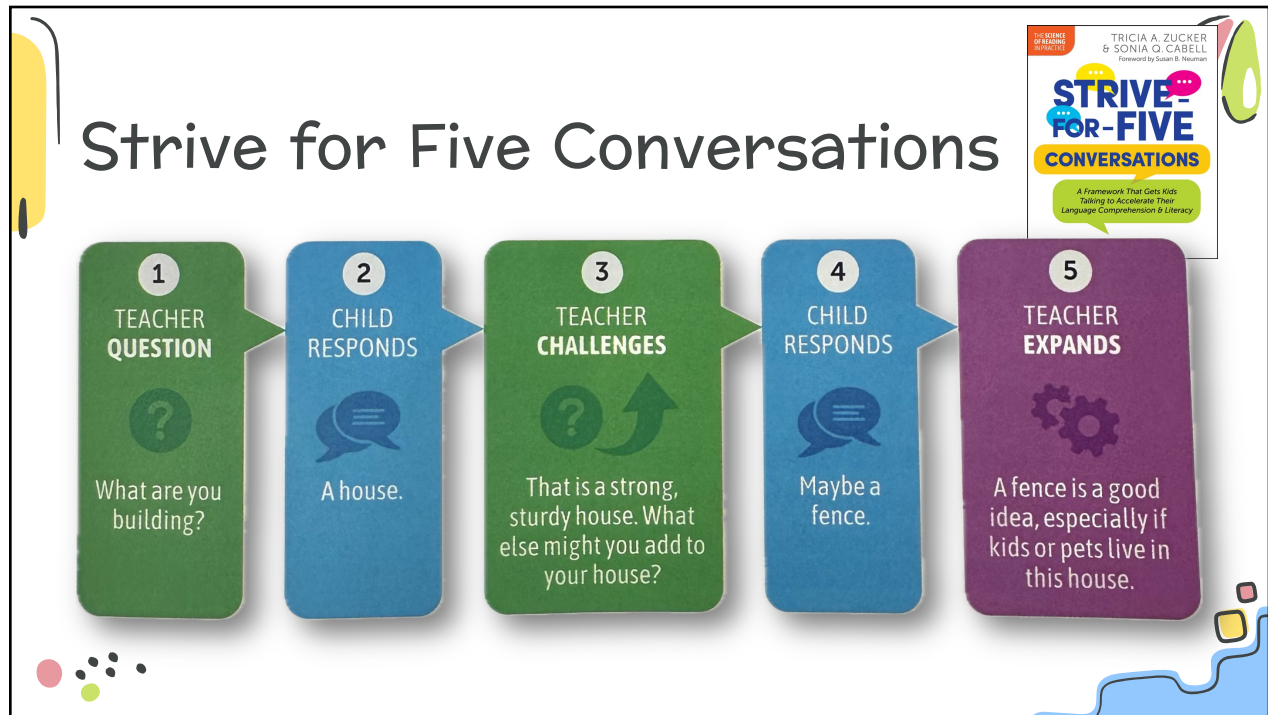 Strive for Five Conversations
THE SCIENCE
OF READING
IN PRACTICE
TRICIA A. ZUCKER
& SONIA Q. CABELL
Foreword by Susan B. Neuman
STRIVE-
FOR-FIVE
CONVERSATIONS
A Framework That Gets Kids
Talking to Accelerate Their
Language Comprehension & Literacy
1
TEACHER
QUESTION
?
What are you
building?
2
CHILD
RESPONDS
A house.
3
TEACHER
CHALLENGES
?
That is a strong,
sturdy house. What
else might you add to
your house?
4
CHILD
RESPONDS
Maybe a
fence.
5
TEACHER
EXPANDS
A fence is a good
idea, especially if
kids or pets live in
this house.